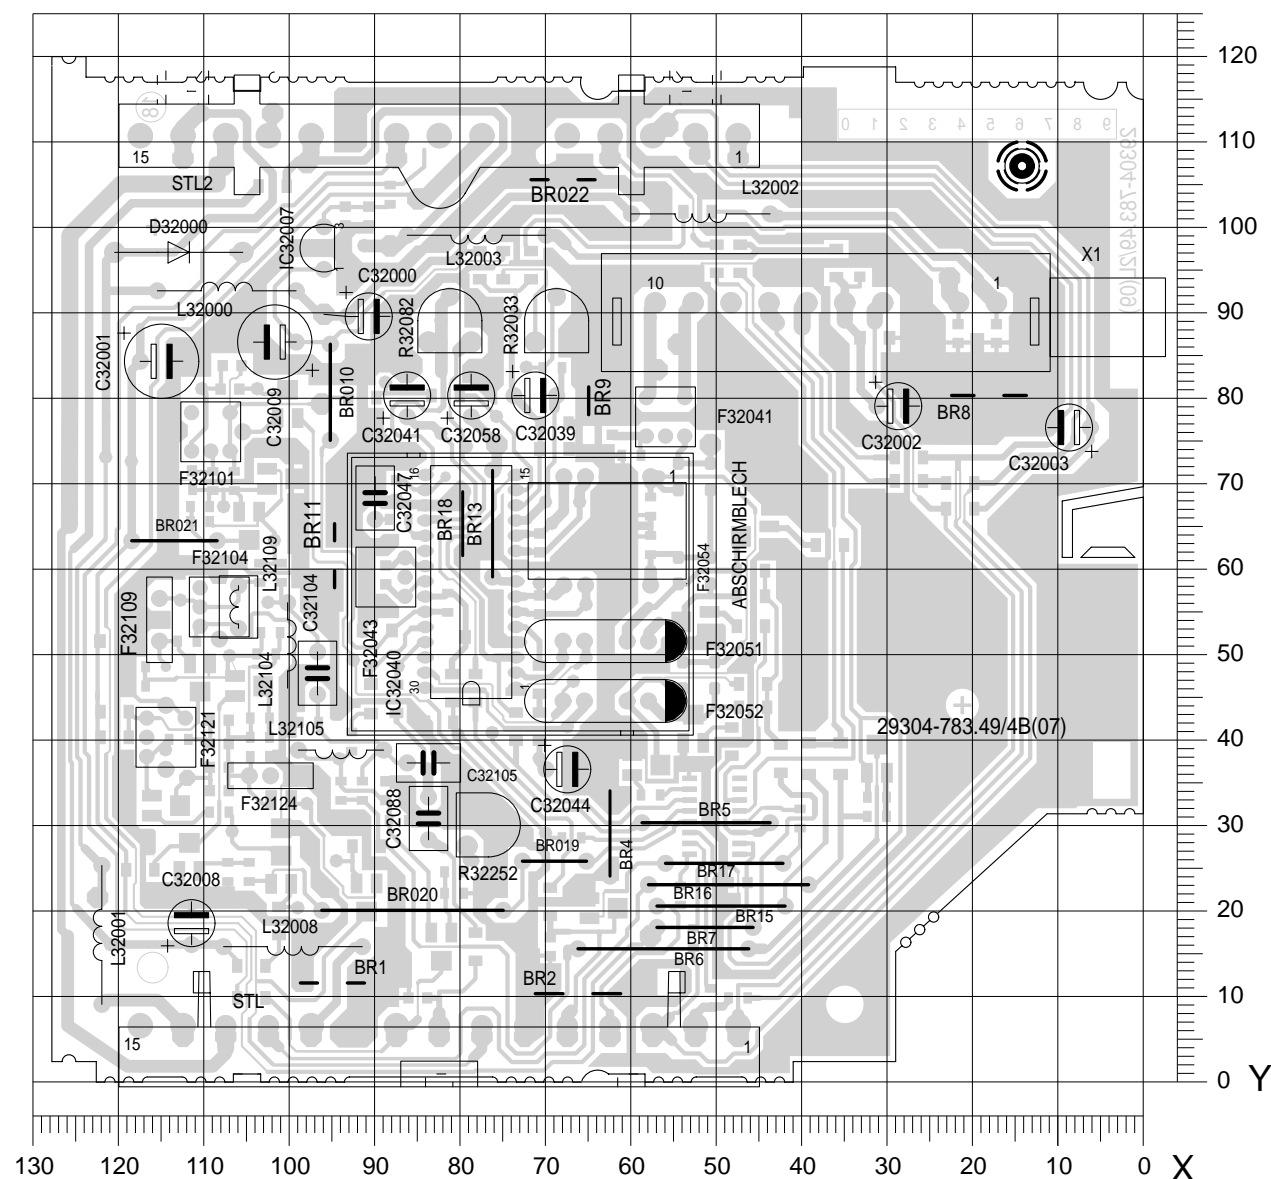 120
18
0 1 2 3 4 5 6 7 8 9
29304-783.49/2L(09)
110
15
1
STL2
BR022
L32002
D32000
IC32007
3
1
100
L32003
C32000
X1
10
1
L32000
R32082
R32033
90
C32001
C32009
BR010
BR9
80
F32041
C32041
C32058
C32039
BR8
C32002
C32003
F32101
16
15
1
C32047
70
BR11
BR18
BR13
ABSCHIRMBLECH
BR021
F32104
L32109
F32054
60
C32104
F32109
F32043
F32051
50
L32104
IC32040
30
1
F32052
29304-783.49/4B(07)
L32105
F32121
40
C32105
F32124
C32088
C32044
BR5
30
R32252
BR019
BR4
BR17
C32008
BR020
BR16
20
L32001
L32008
BR15
BR7
BR6
BR1
BR2
STL
10
15
1
0 Y
130 120 110 100 90 80 70 60 50 40 30 20 10 0 X